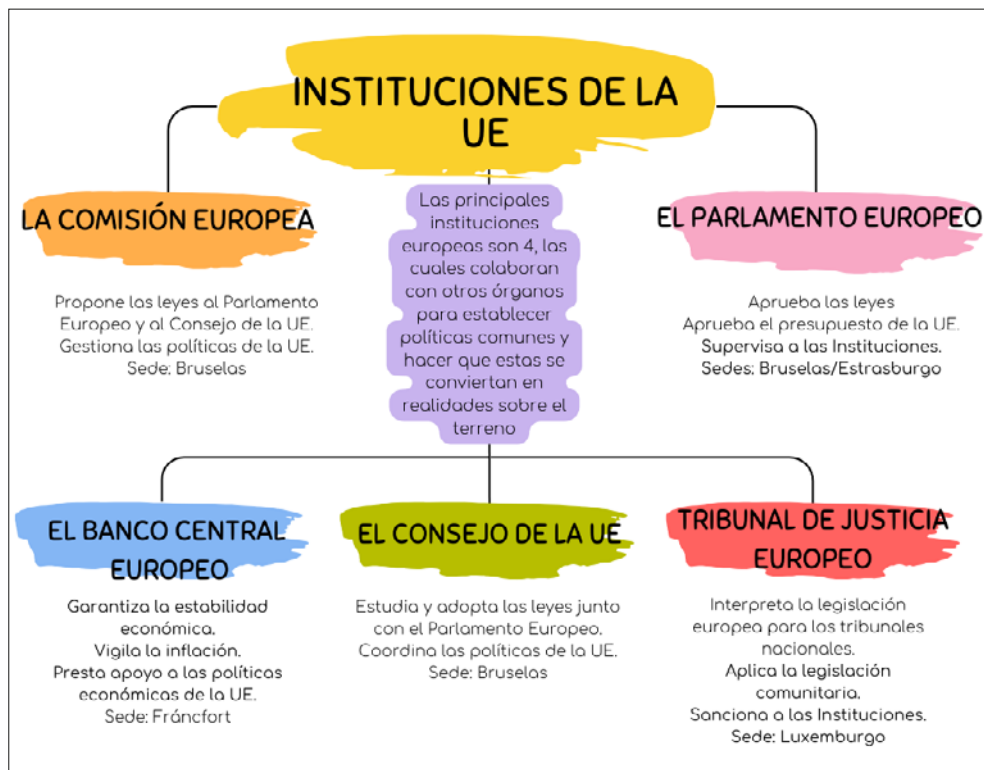 INSTITUCIONES DE LA
UE
LA COMISIÓN EUROPEA
Propone las leyes al Parlamento
Europeo y al Consejo de la UE.
Gestiona las políticas de la UE.
Sede: Bruselas
Las principales
instituciones
europeas son 4, las
cuales colaboran
con otros órganos
para establecer
políticas comunes y
hacer que estas se
conviertan en
realidades sobre el
terreno
EL PARLAMENTO EUROPEO
Aprueba las leyes
Aprueba el presupuesto de la UE.
Supervisa a las Instituciones.
Sedes: Bruselas/Estrasburgo
EL BANCO CENTRAL
EUROPEO
Garantiza la estabilidad
económica.
Vigila la inflación.
Presta apoyo a las políticas
económicas de la UE.
Sede: Fráncfort
EL CONSEJO DE LA UE
Estudia y adopta las leyes junto
con el Parlamento Europeo.
Coordina las políticas de la UE.
Sede: Bruselas
TRIBUNAL DE JUSTICIA
EUROPEO
Interpreta la legislación
europea para los tribunales
nacionales.
Aplica la legislación
comunitaria.
Sanciona a las Instituciones.
Sede: Luxemburgo